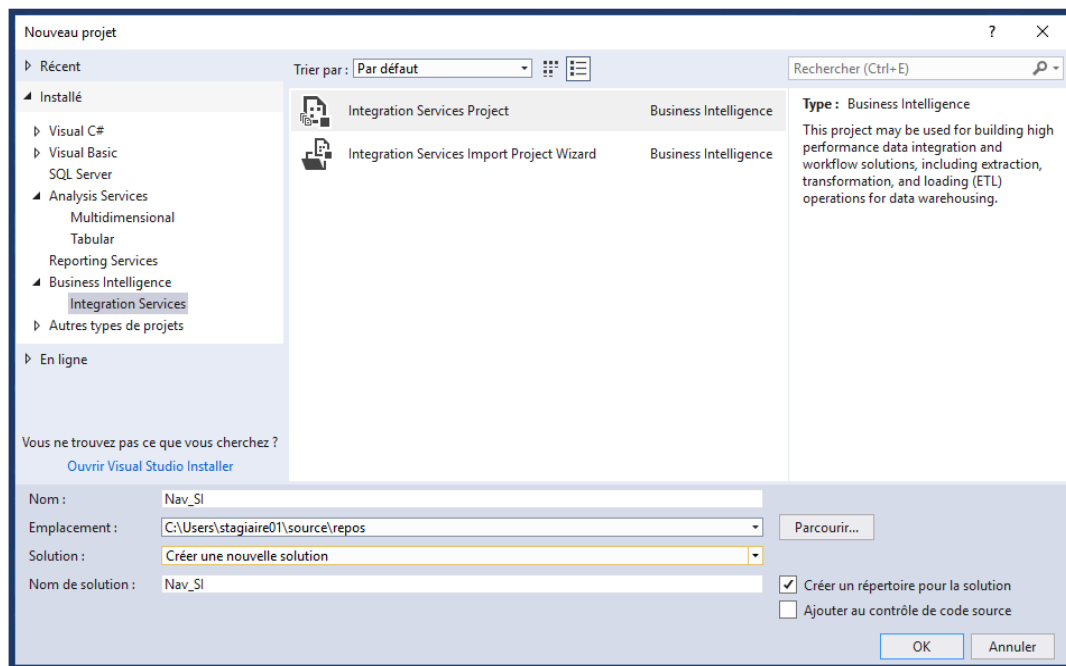 Nouveau projet
?
Récent
Installé
Visual C#
Visual Basic
SQL Server
Analysis Services
Multidimensional
Tabular
Reporting Services
Business Intelligence
Integration Services
Autres types de projets
En ligne
Vous ne trouvez pas ce que vous cherchez ?
Ouvrir Visual Studio Installer
Trier par : Par défaut
Integration Services Project Business Intelligence
Integration Services Import Project Wizard Business Intelligence
Rechercher (Ctrl+E)
Type : Business Intelligence
This project may be used for building high
performance data integration and
workflow solutions, including extraction,
transformation, and loading (ETL)
operations for data warehousing.
Nom : Nav_SI
Emplacement : C:\Users\stagiaire01\source\repos Parcourir...
Solution : Créer une nouvelle solution
Nom de solution : Nav_SI
Créer un répertoire pour la solution
Ajouter au contrôle de code source
OK Annuler